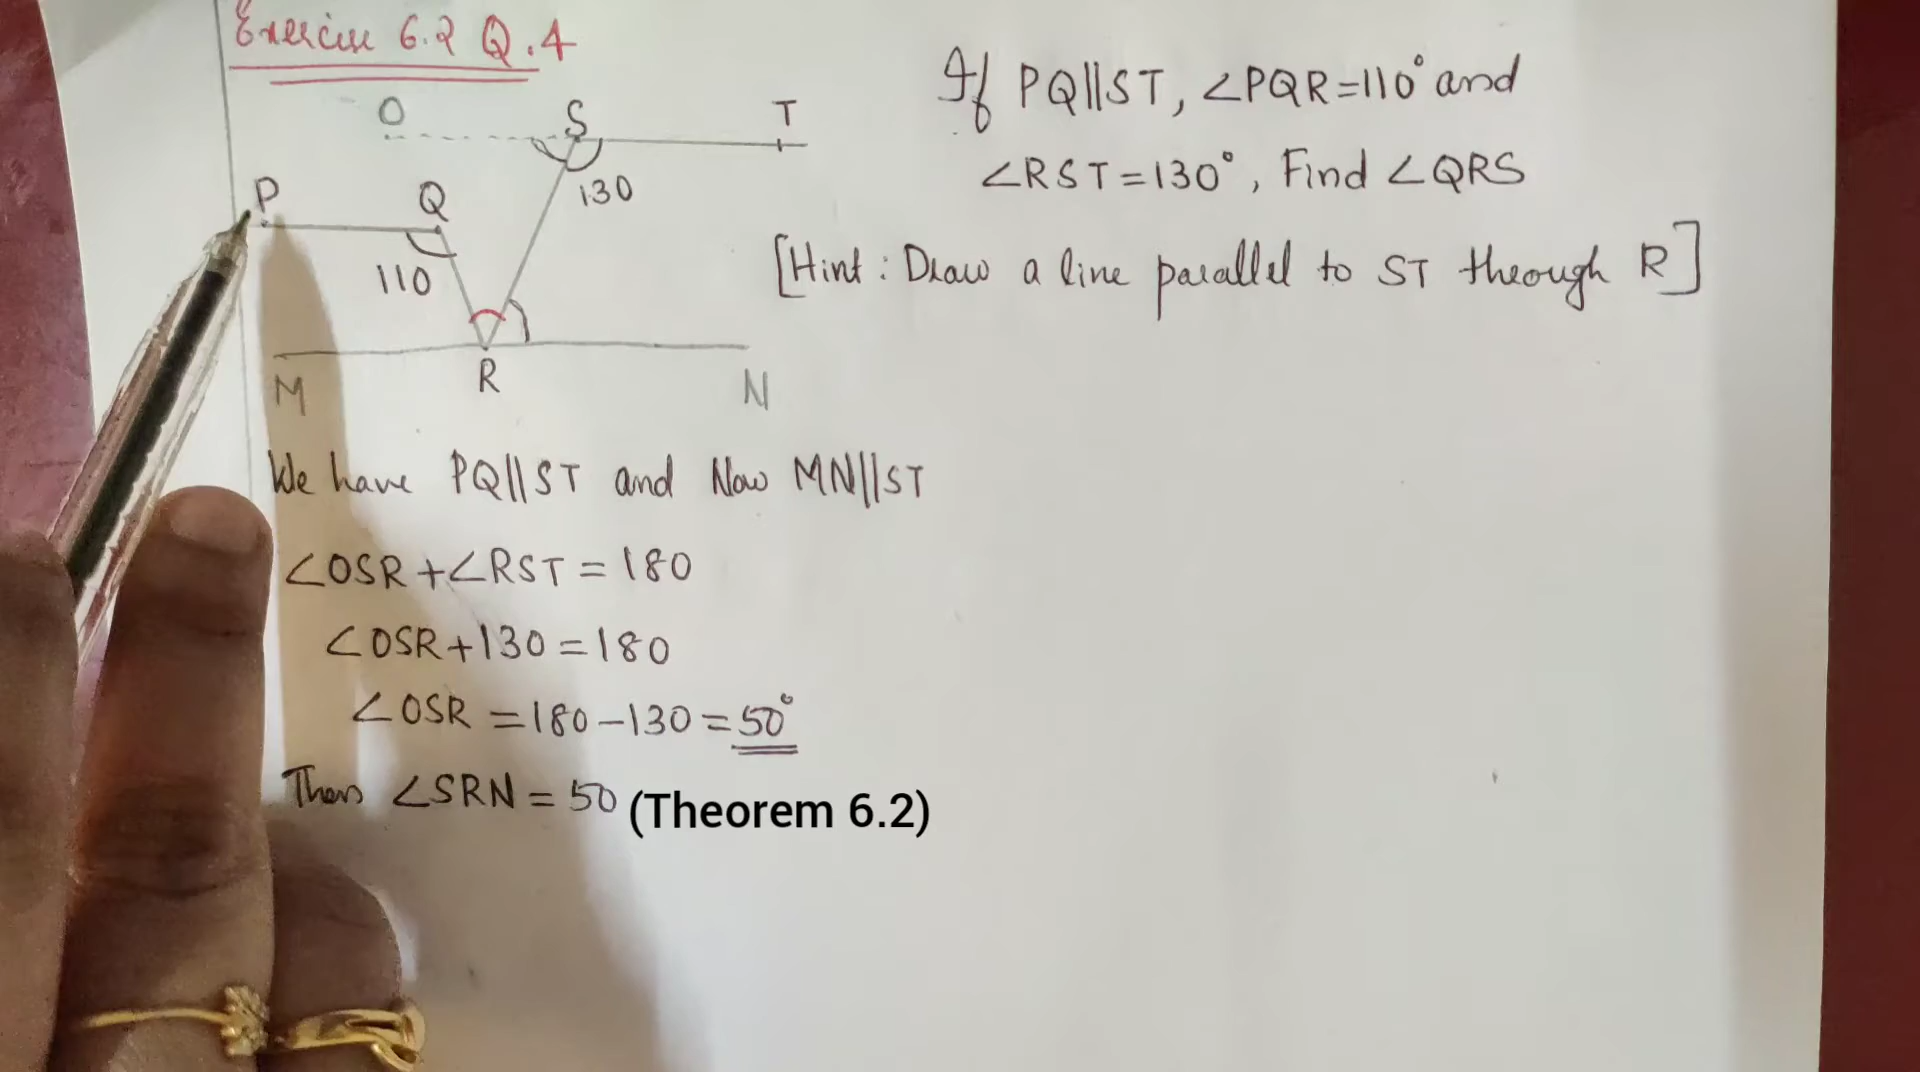 Exercise 6.2 Q.4
If PQ||ST, ∠PQR=110° and
∠RST=130°, Find ∠QRS
[Hint: Draw a line parallel to ST through R]
O S T
130
P Q
110
M R N
We have PQ||ST and Now MN||ST
∠OSR+∠RST=180
∠OSR+130=180
∠OSR =180-130=50°
Then ∠SRN=50 (Theorem 6.2)